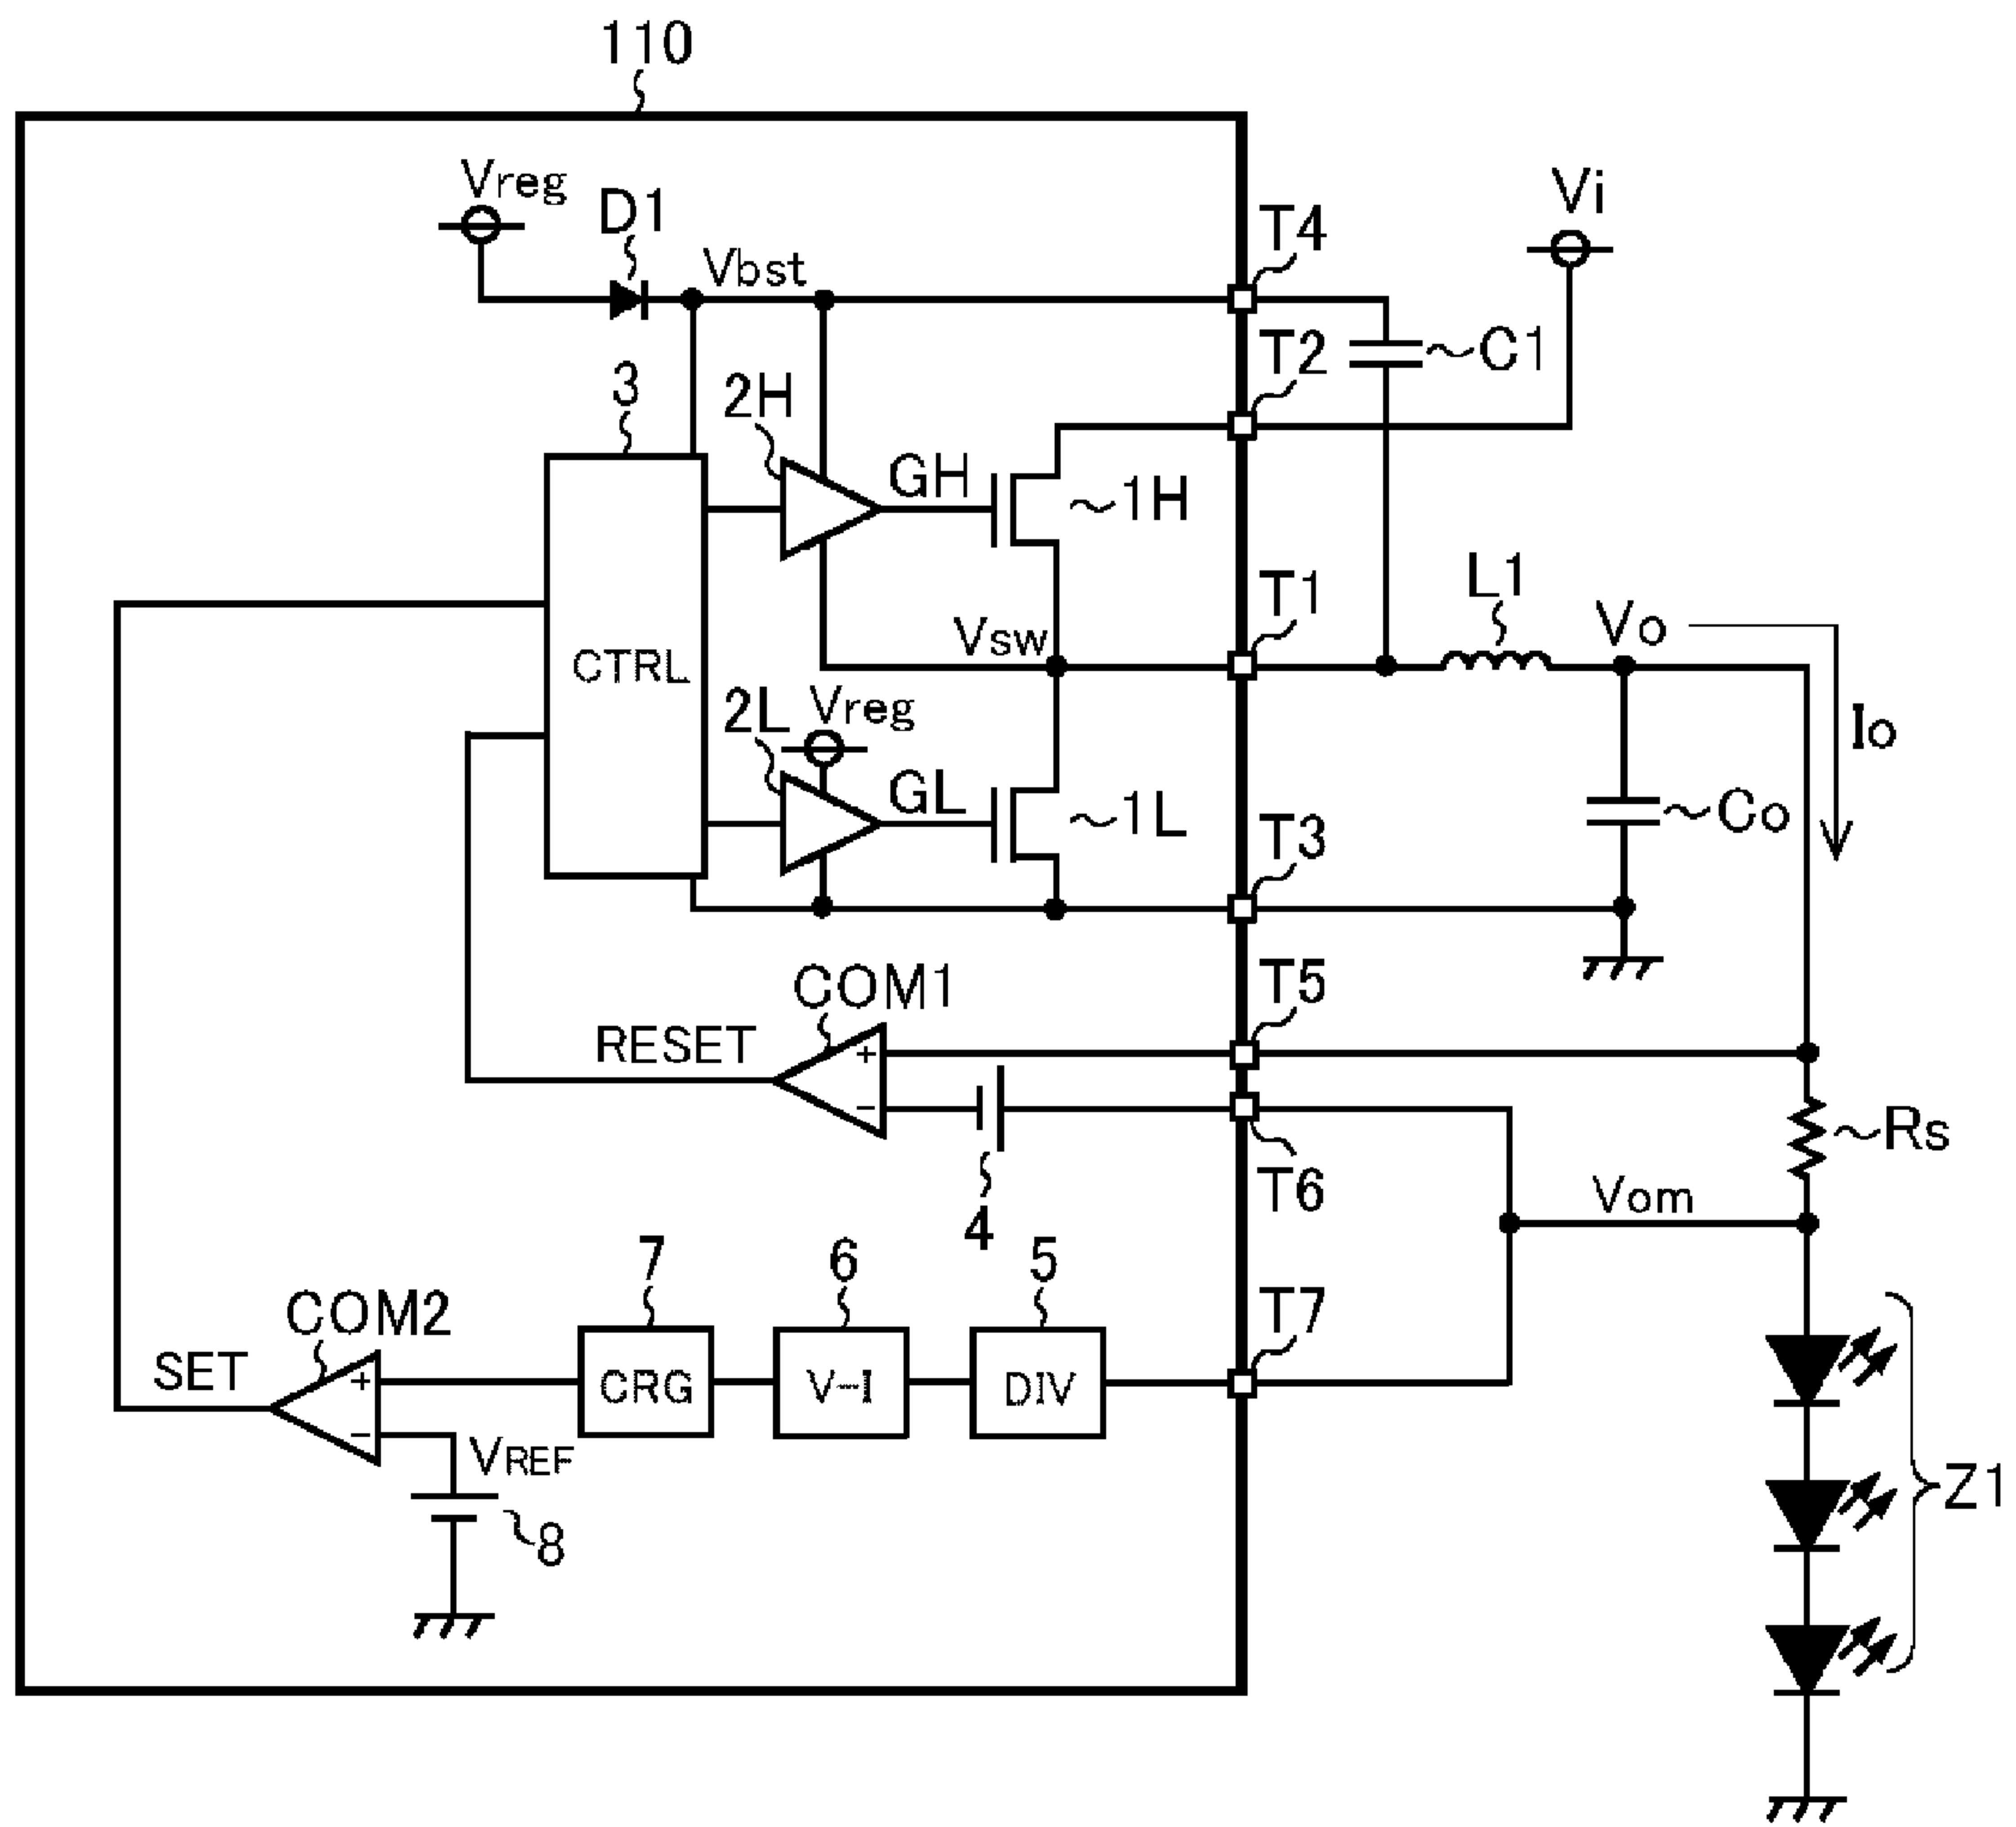 110
Vreg
D1
Vbst
T4
Vi
T2
C1
3
2H
GH
1H
T1
L1
Vo
Vsw
CTRL
Io
2L
Vreg
GL
1L
T3
Co
COM1
T5
RESET
+
−
T6
Rs
Vom
4
7
6
5
T7
COM2
SET
+
−
CRG
V-I
DIV
VREF
8
Z1